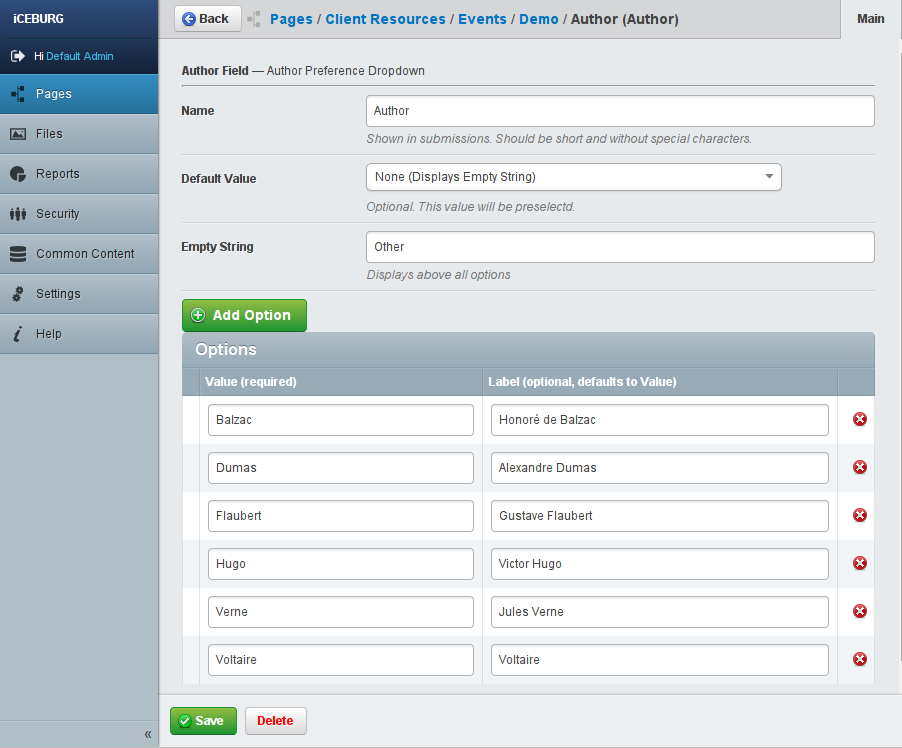 iCEBURG
Back
Pages / Client Resources / Events / Demo / Author (Author)
Main
Hi Default Admin
Pages
Files
Reports
Security
Common Content
Settings
Help
«
Author Field — Author Preference Dropdown
Name
Author
Shown in submissions. Should be short and without special characters.
Default Value
None (Displays Empty String)
Optional. This value will be preselectd.
Empty String
Other
Displays above all options
Add Option
Options
Value (required) Label (optional, defaults to Value)
Balzac Honoré de Balzac
Dumas Alexandre Dumas
Flaubert Gustave Flaubert
Hugo Victor Hugo
Verne Jules Verne
Voltaire Voltaire
Save Delete